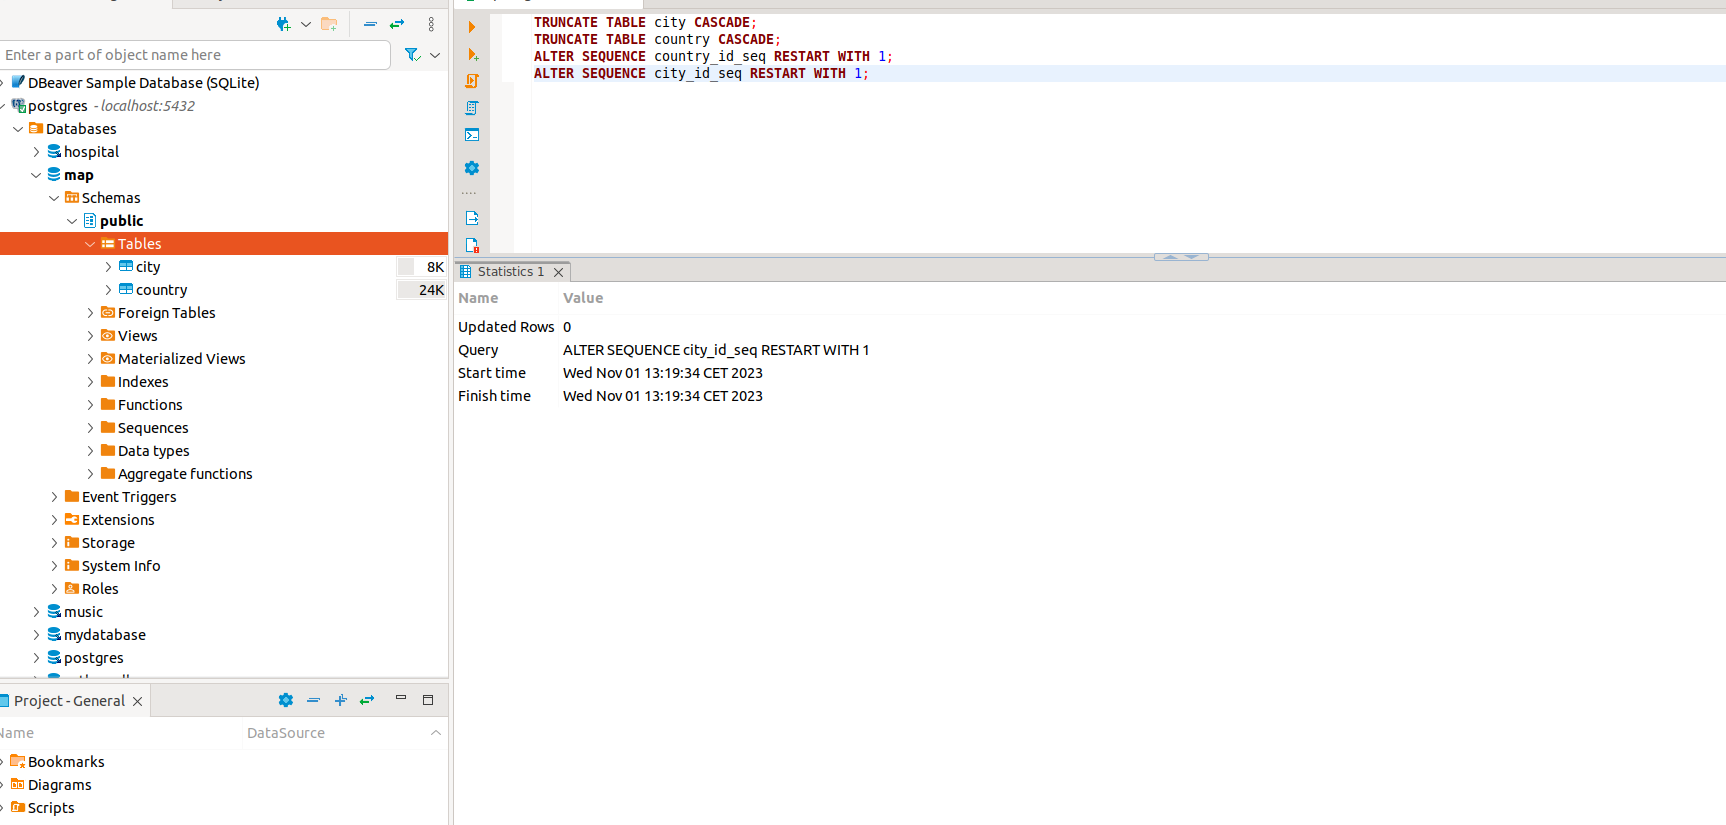 Enter a part of object name here
DBeaver Sample Database (SQLite)
postgres - localhost:5432
Databases
hospital
map
Schemas
public
Tables
city 8K
country 24K
Foreign Tables
Views
Materialized Views
Indexes
Functions
Sequences
Data types
Aggregate functions
Event Triggers
Extensions
Storage
System Info
Roles
music
mydatabase
postgres
Project - General
Name DataSource
Bookmarks
Diagrams
Scripts
TRUNCATE TABLE city CASCADE;
TRUNCATE TABLE country CASCADE;
ALTER SEQUENCE country_id_seq RESTART WITH 1;
ALTER SEQUENCE city_id_seq RESTART WITH 1;
Statistics 1
Name Value
Updated Rows 0
Query ALTER SEQUENCE city_id_seq RESTART WITH 1
Start time Wed Nov 01 13:19:34 CET 2023
Finish time Wed Nov 01 13:19:34 CET 2023